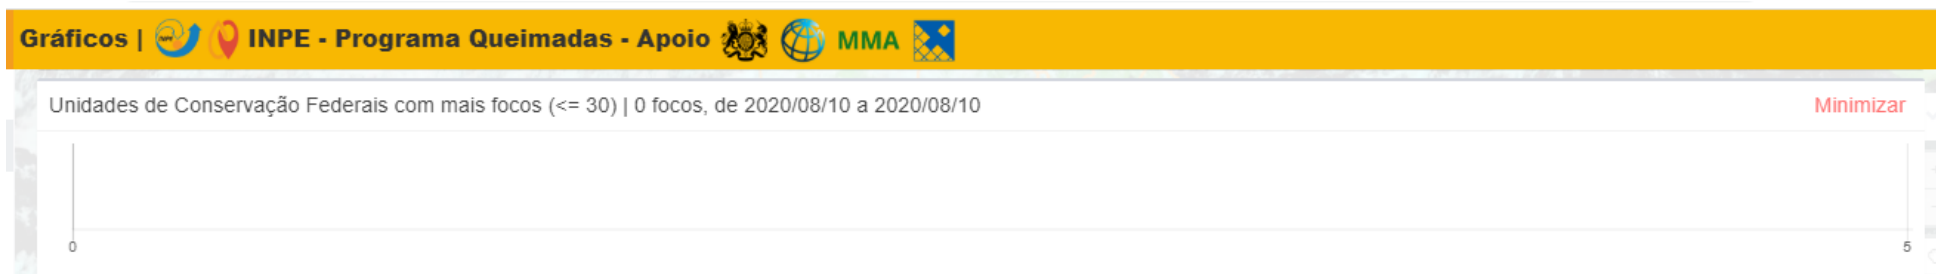 Gráficos | INPE - Programa Queimadas - Apoio MMA
Unidades de Conservação Federais com mais focos (<= 30) | 0 focos, de 2020/08/10 a 2020/08/10 Minimizar
0 5